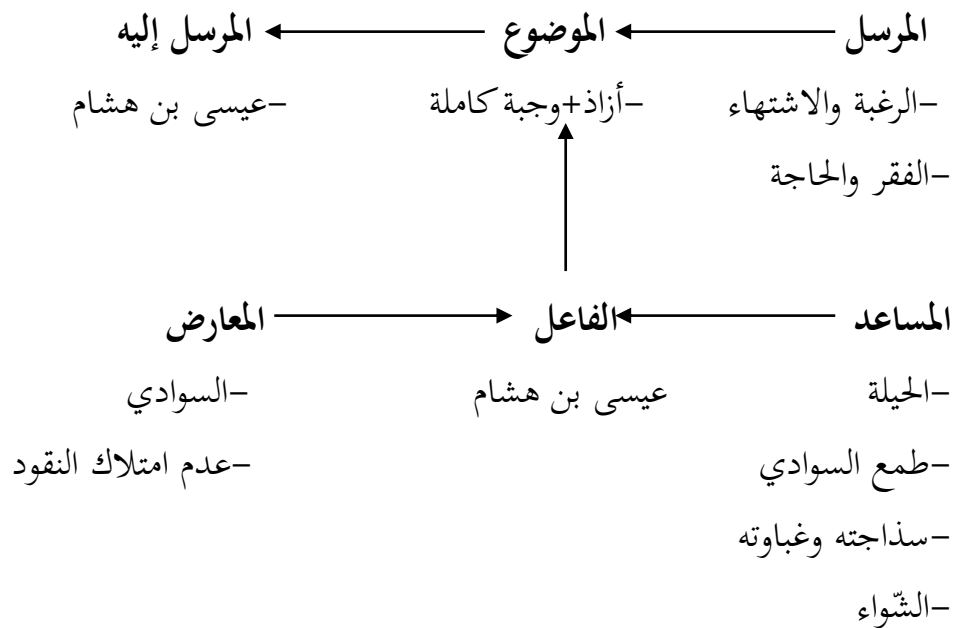 المرسل الموضوع المرسل إليه
-الرغبة والاشتهاء -أزاذ+وجبة كاملة -عيسى بن هشام
-الفقر والحاجة
المساعد الفاعل المعارض
-الحيلة عيسى بن هشام -السوادي
-طمع السوادي -عدم امتلاك النقود
-سذاجته وغباوته
-الشّواء